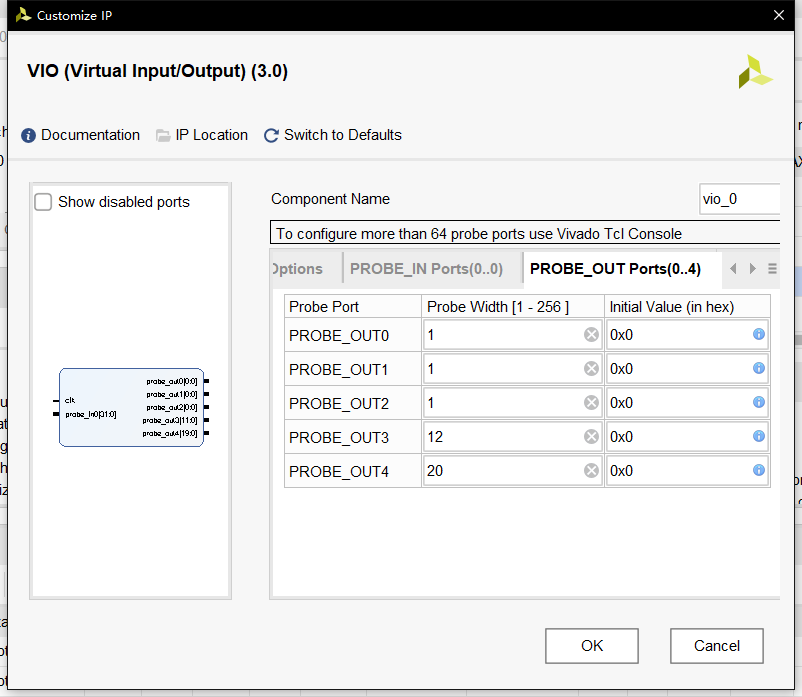 Customize IP
VIO (Virtual Input/Output) (3.0)
Documentation IP Location Switch to Defaults
Show disabled ports
Component Name vio_0
To configure more than 64 probe ports use Vivado Tcl Console
Options PROBE_IN Ports(0..0) PROBE_OUT Ports(0..4)
Probe Port Probe Width [1 - 256 ] Initial Value (in hex)
PROBE_OUT0 1 0x0
PROBE_OUT1 1 0x0
PROBE_OUT2 1 0x0
PROBE_OUT3 12 0x0
PROBE_OUT4 20 0x0
clk
probe_in0[31:0]
probe_out0[0:0]
probe_out1[0:0]
probe_out2[0:0]
probe_out3[11:0]
probe_out4[19:0]
OK Cancel